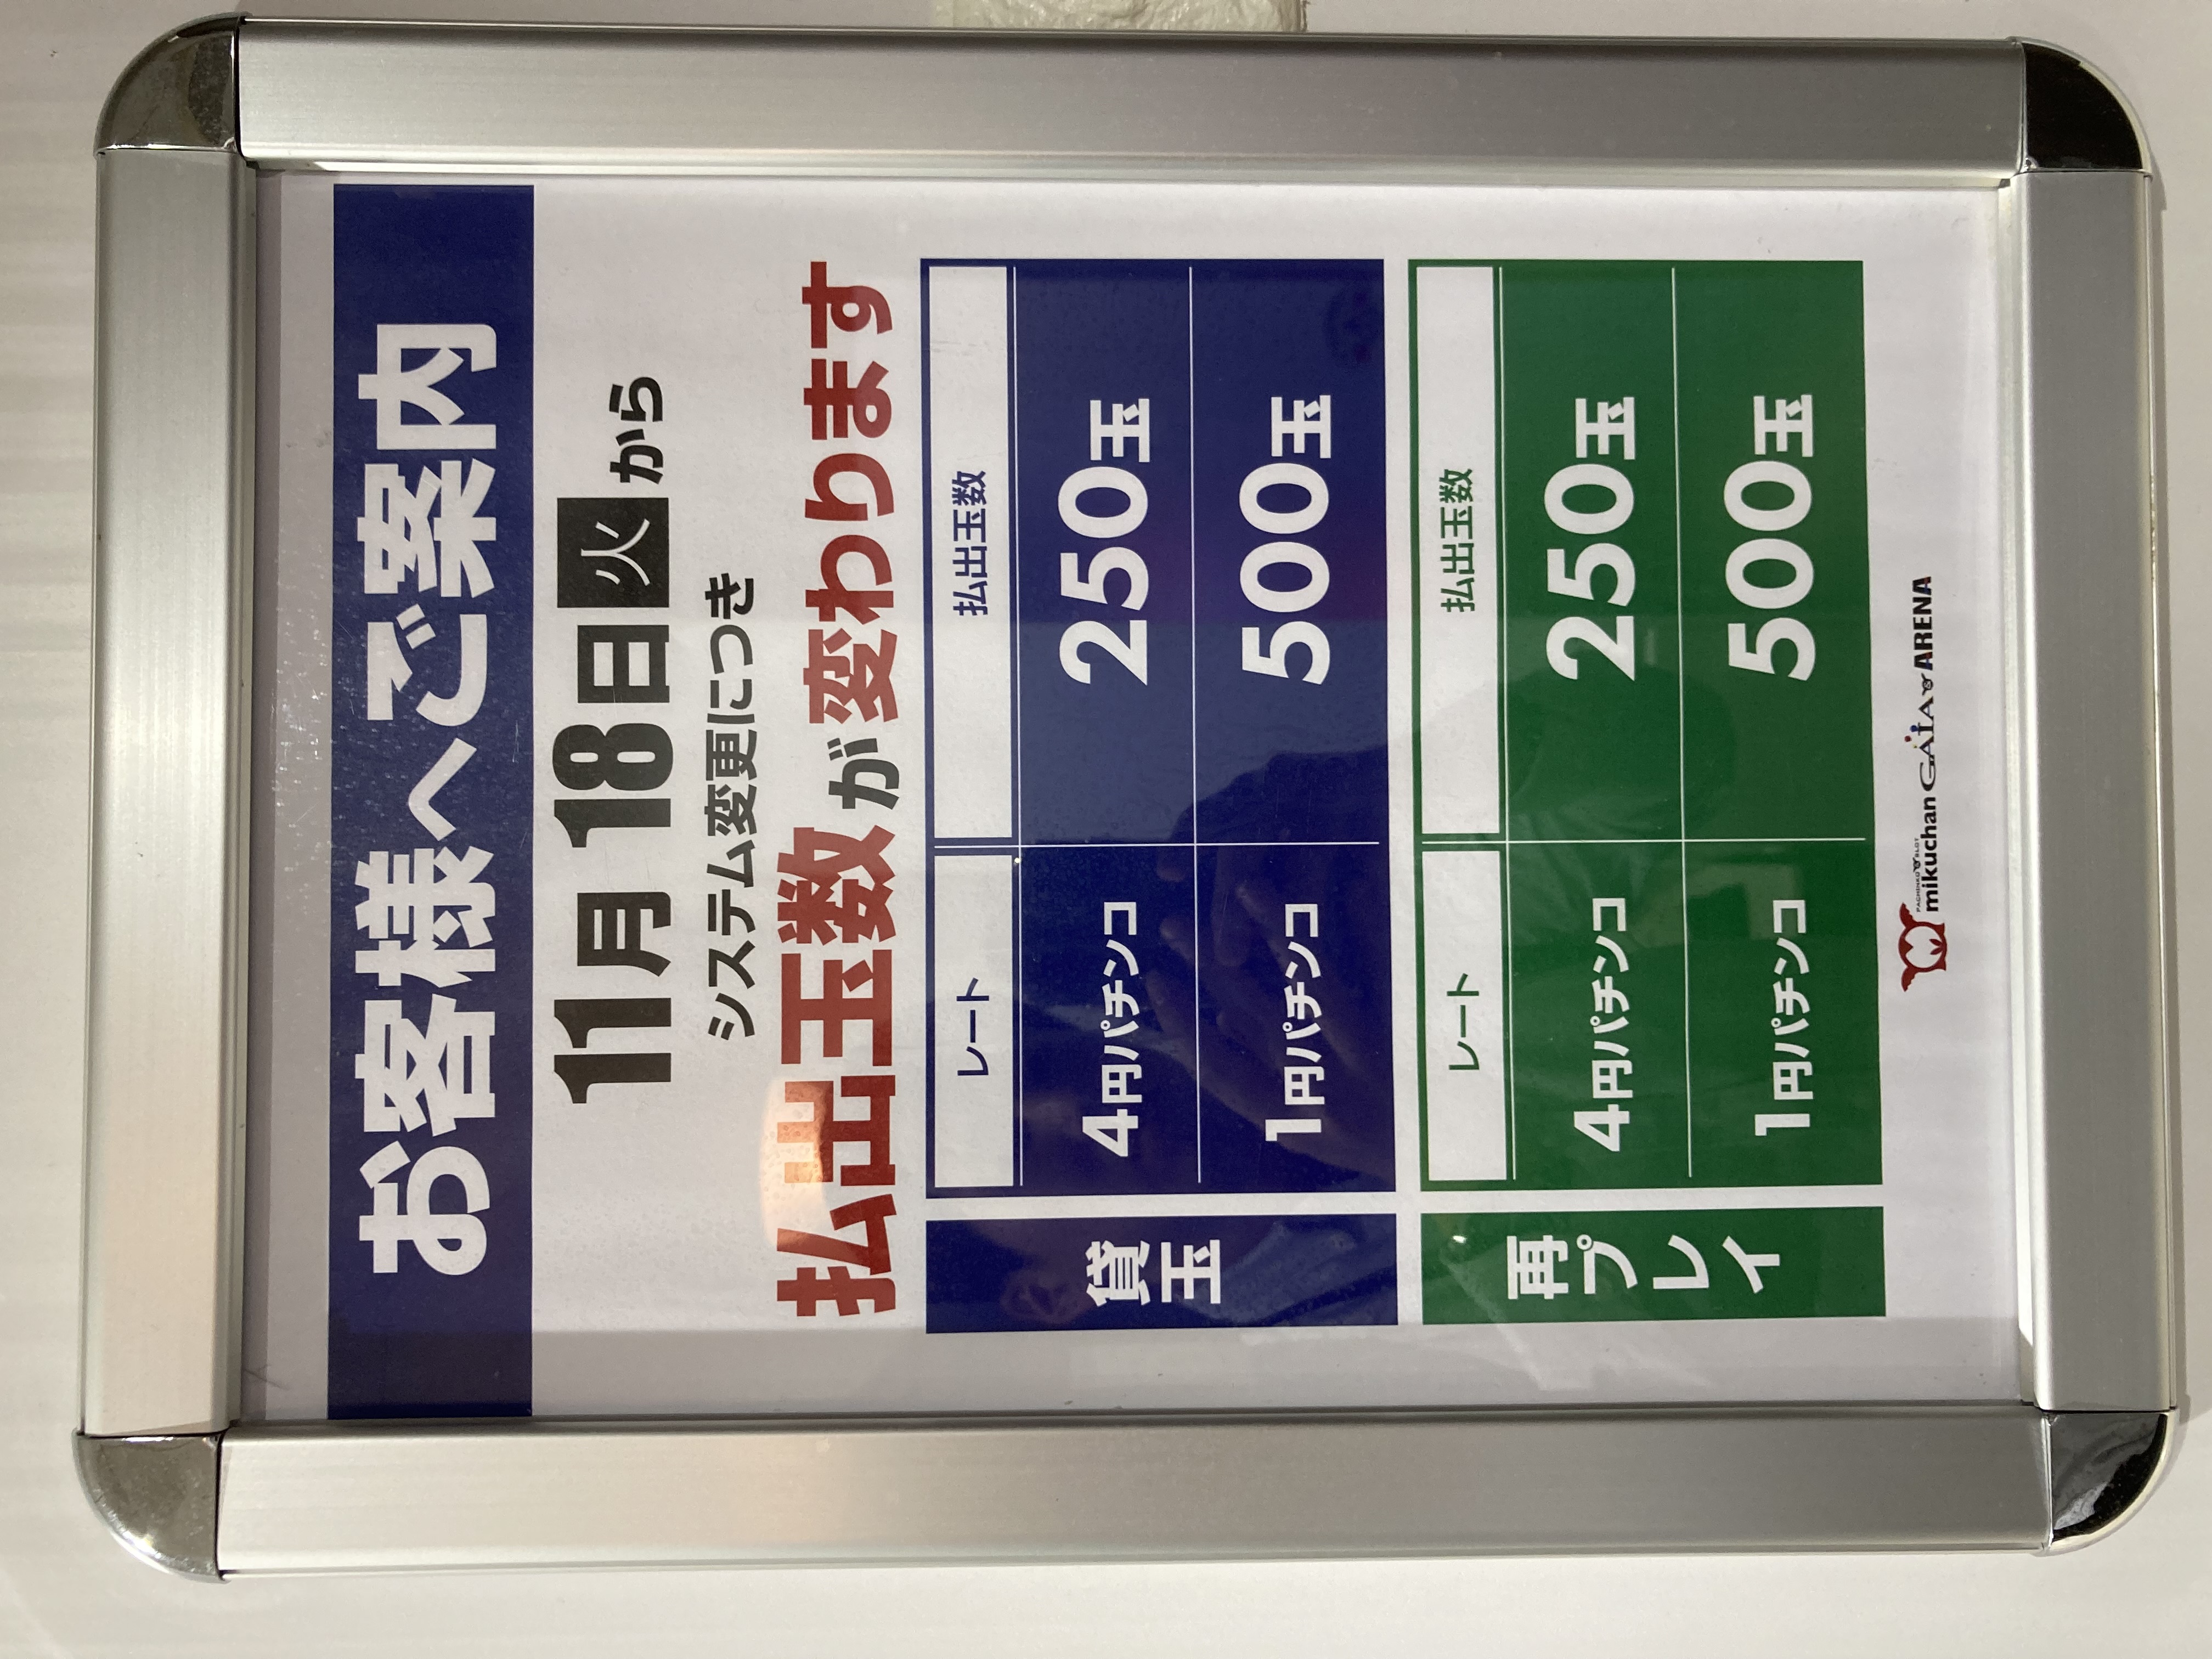 お客様へご案内
11月18日火から
システム変更につき
払出玉数が変わります
貸玉
レート 払出玉数
4円パチンコ 250玉
1円パチンコ 500玉
再プレイ
レート 払出玉数
4円パチンコ 250玉
1円パチンコ 500玉
PACHINKO & SLOT
mikuchan GAIA ARENA